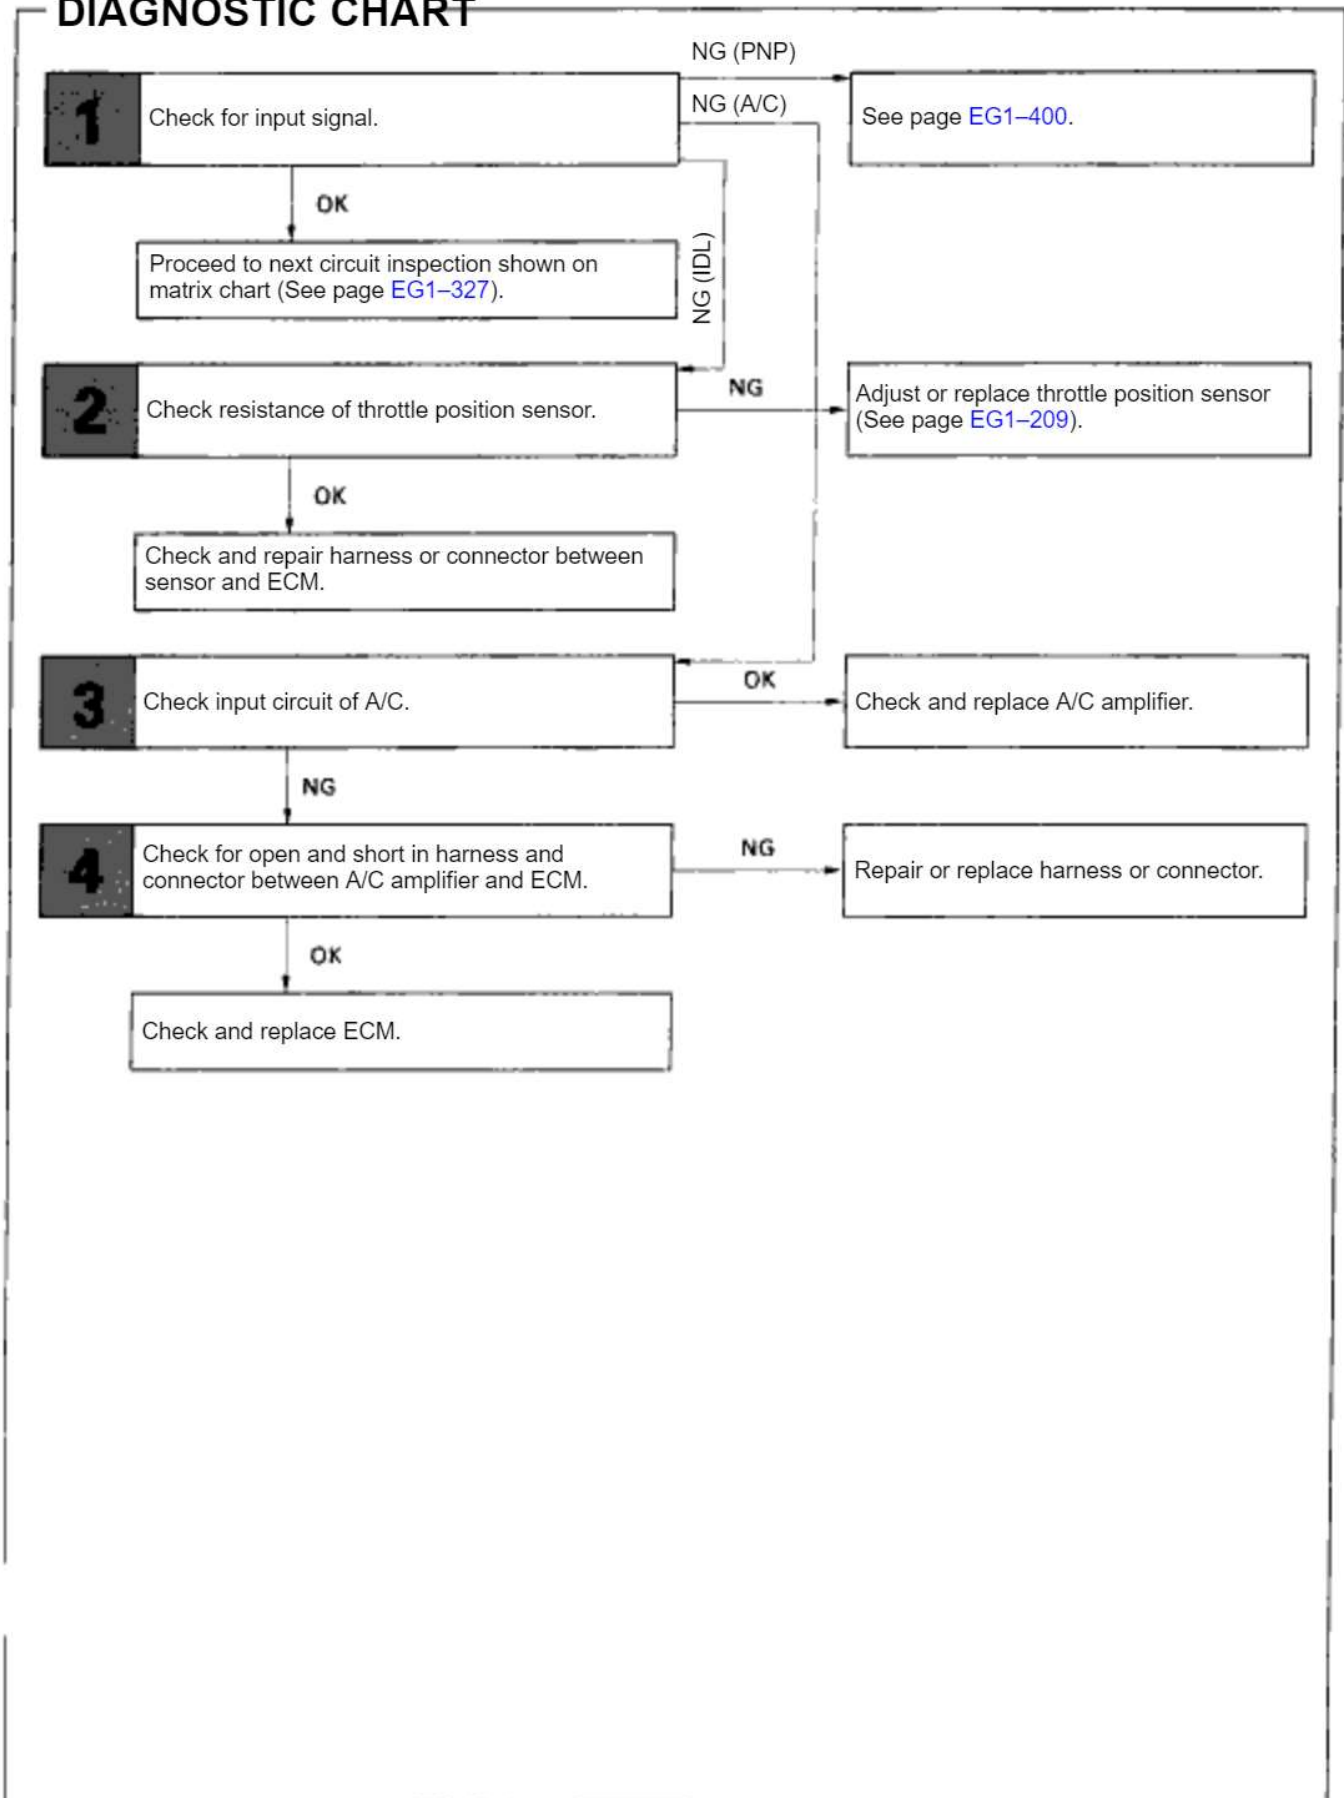 DIAGNOSTIC CHART
NG (PNP)
1
Check for input signal.
NG (A/C)
See page EG1–400.
OK
NG (IDL)
Proceed to next circuit inspection shown on
matrix chart (See page EG1–327).
2
Check resistance of throttle position sensor.
NG
Adjust or replace throttle position sensor
(See page EG1–209).
OK
Check and repair harness or connector between
sensor and ECM.
3
Check input circuit of A/C.
OK
Check and replace A/C amplifier.
NG
4
Check for open and short in harness and
connector between A/C amplifier and ECM.
NG
Repair or replace harness or connector.
OK
Check and replace ECM.